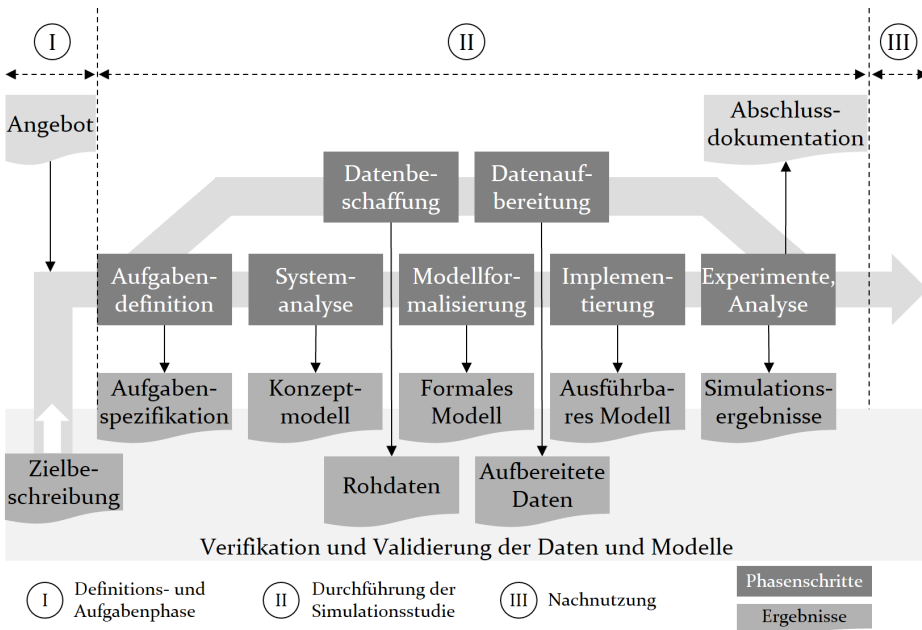 I
II
III
Angebot
Abschluss-
dokumentation
Datenbe-
schaffung
Datenauf-
bereitung
Aufgaben-
definition
System-
analyse
Modellfor-
malisierung
Implemen-
tierung
Experimente,
Analyse
Aufgaben-
spezifikation
Konzept-
modell
Formales
Modell
Ausführba-
res Modell
Simulations-
ergebnisse
Zielbe-
schreibung
Rohdaten
Aufbereitete
Daten
Verifikation und Validierung der Daten und Modelle
I
Definitions- und
Aufgabenphase
II
Durchführung der
Simulationsstudie
III
Nachnutzung
Phasenschritte
Ergebnisse